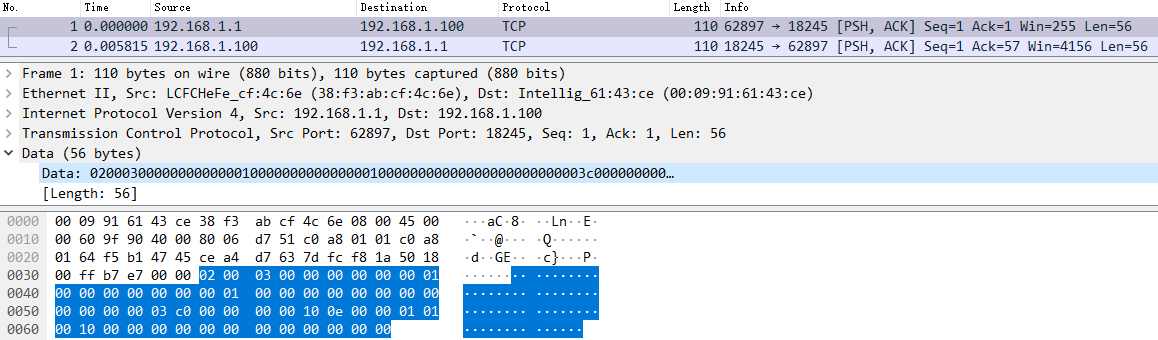 No. Time Source Destination Protocol Length Info
1 0.000000 192.168.1.1 192.168.1.100 TCP 110 62897 → 18245 [PSH, ACK] Seq=1 Ack=1 Win=255 Len=56
2 0.005815 192.168.1.100 192.168.1.1 TCP 110 18245 → 62897 [PSH, ACK] Seq=1 Ack=57 Win=4156 Len=56
Frame 1: 110 bytes on wire (880 bits), 110 bytes captured (880 bits)
Ethernet II, Src: LCFCHeFe_cf:4c:6e (38:f3:ab:cf:4c:6e), Dst: Intellig_61:43:ce (00:09:91:61:43:ce)
Internet Protocol Version 4, Src: 192.168.1.1, Dst: 192.168.1.100
Transmission Control Protocol, Src Port: 62897, Dst Port: 18245, Seq: 1, Ack: 1, Len: 56
Data (56 bytes)
Data: 02000300000000000001000000000000000100000000000000000000000003c000000000…
[Length: 56]
0000 00 09 91 61 43 ce 38 f3 ab cf 4c 6e 08 00 45 00 ···aC·8· ··Ln··E·
0010 00 60 9f 90 40 00 80 06 d7 51 c0 a8 01 01 c0 a8 ·`··@··· ·Q······
0020 01 64 f5 b1 47 45 ce a4 d7 63 7d fc f8 1a 50 18 ·d··GE·· ·c}···P·
0030 00 ff b7 e7 00 00 02 00 03 00 00 00 00 00 00 01 ········ ········
0040 00 00 00 00 00 00 00 01 00 00 00 00 00 00 00 00 ········ ········
0050 00 00 00 00 03 c0 00 00 00 00 10 0e 00 00 01 01 ········ ········
0060 00 10 00 00 00 00 00 00 00 00 00 00 00 00 ········ ······